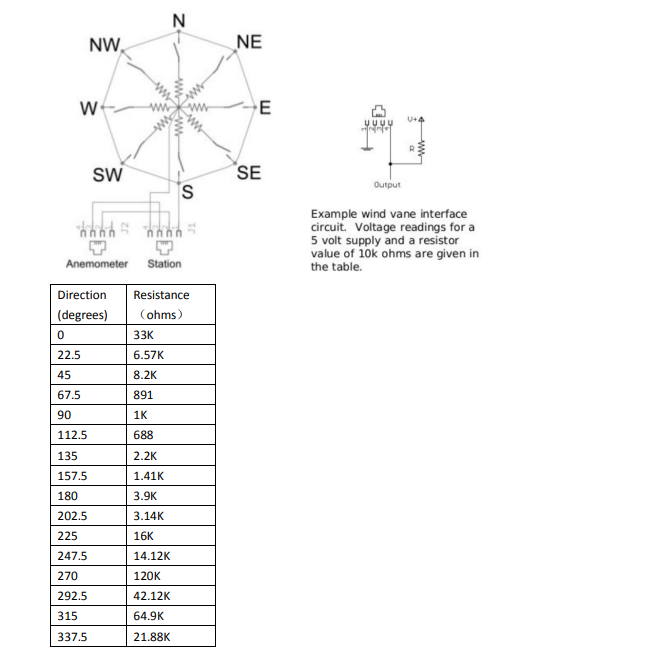 N
NW
NE
W
E
SW
SE
S
J2
J1
Anemometer
Station
V+
R
Output
Example wind vane interface
circuit. Voltage readings for a
5 volt supply and a resistor
value of 10k ohms are given in
the table.
Direction (degrees) Resistance (ohms)
0 33K
22.5 6.57K
45 8.2K
67.5 891
90 1K
112.5 688
135 2.2K
157.5 1.41K
180 3.9K
202.5 3.14K
225 16K
247.5 14.12K
270 120K
292.5 42.12K
315 64.9K
337.5 21.88K